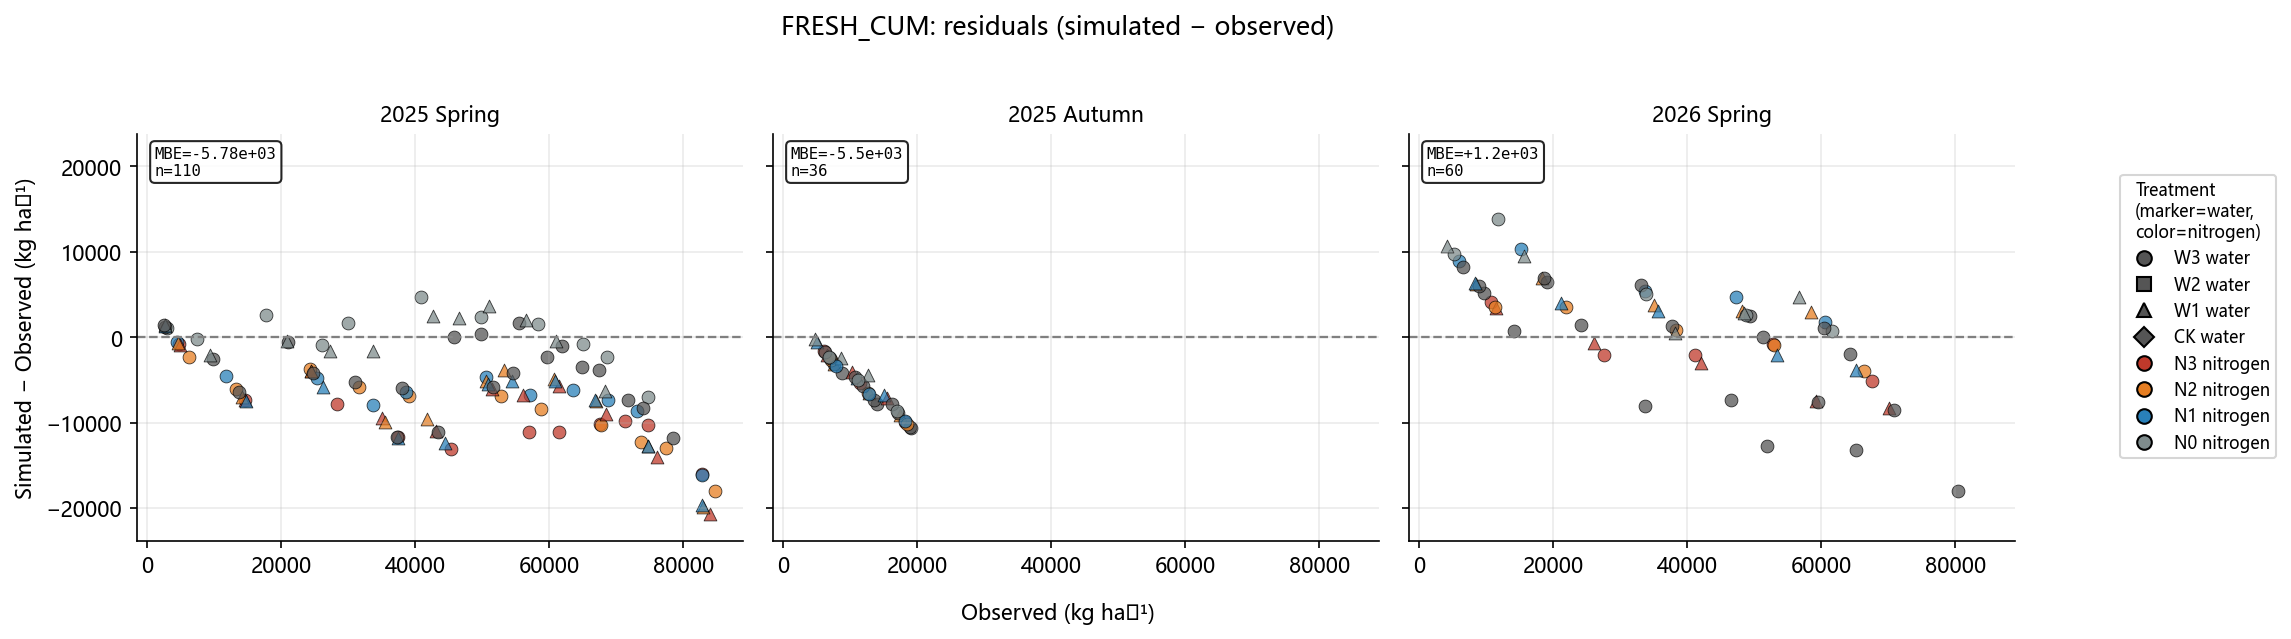 FRESH_CUM: residuals (simulated − observed)
2025 Spring
2025 Autumn
2026 Spring
MBE=-5.78e+03
n=110
MBE=-5.5e+03
n=36
MBE=+1.2e+03
n=60
Simulated − Observed (kg ha□¹)
20000
10000
0
−10000
−20000
0 20000 40000 60000 80000
0 20000 40000 60000 80000
0 20000 40000 60000 80000
Observed (kg ha□¹)
Treatment
(marker=water,
color=nitrogen)
W3 water
W2 water
W1 water
CK water
N3 nitrogen
N2 nitrogen
N1 nitrogen
N0 nitrogen